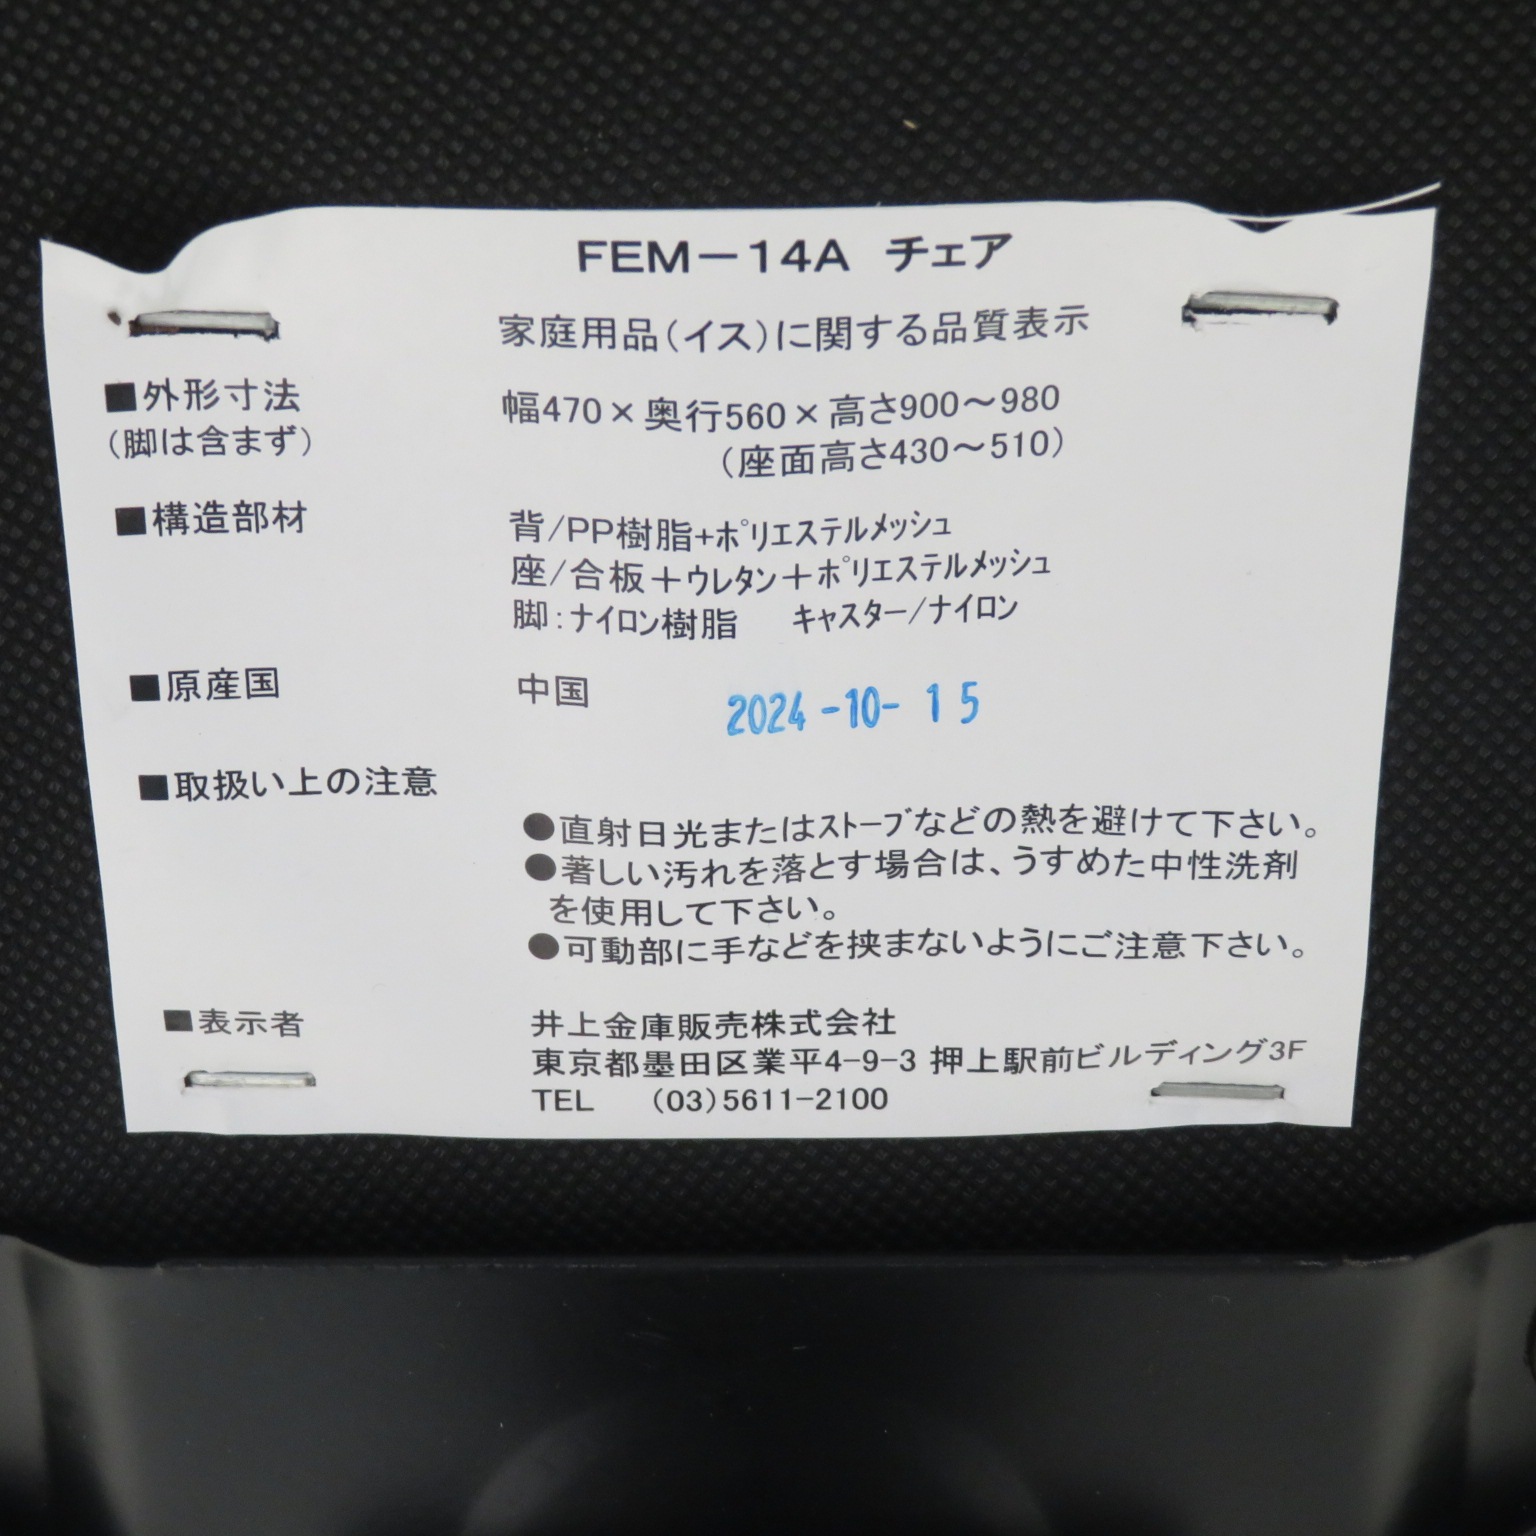 FEM－14A　チェア
家庭用品（イス）に関する品質表示
■外形寸法　幅470×奥行560×高さ900～980
（脚は含まず）　（座面高さ430～510）
■構造部材　背/PP樹脂+ポリエステルメッシュ
座/合板＋ウレタン＋ポリエステルメッシュ
脚：ナイロン樹脂　キャスター/ナイロン
■原産国　中国　2024-10-15
■取扱い上の注意
●直射日光またはストーブなどの熱を避けて下さい。
●著しい汚れを落とす場合は、うすめた中性洗剤
を使用して下さい。
●可動部に手などを挟まないようにご注意下さい。
■表示者　井上金庫販売株式会社
東京都墨田区業平4-9-3 押上駅前ビルディング3F
TEL　（03）5611-2100